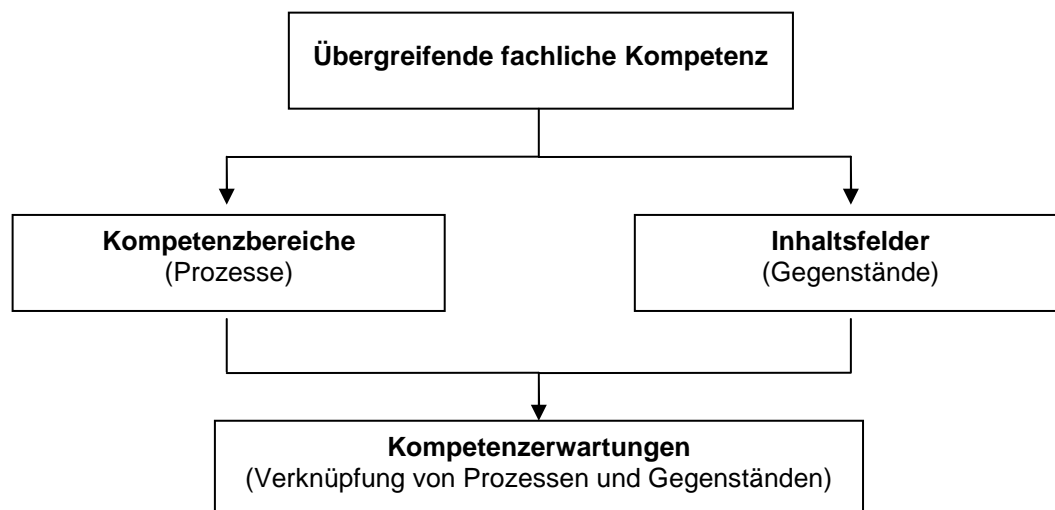 Übergreifende fachliche Kompetenz
Kompetenzbereiche
(Prozesse)
Inhaltsfelder
(Gegenstände)
Kompetenzerwartungen
(Verknüpfung von Prozessen und Gegenständen)